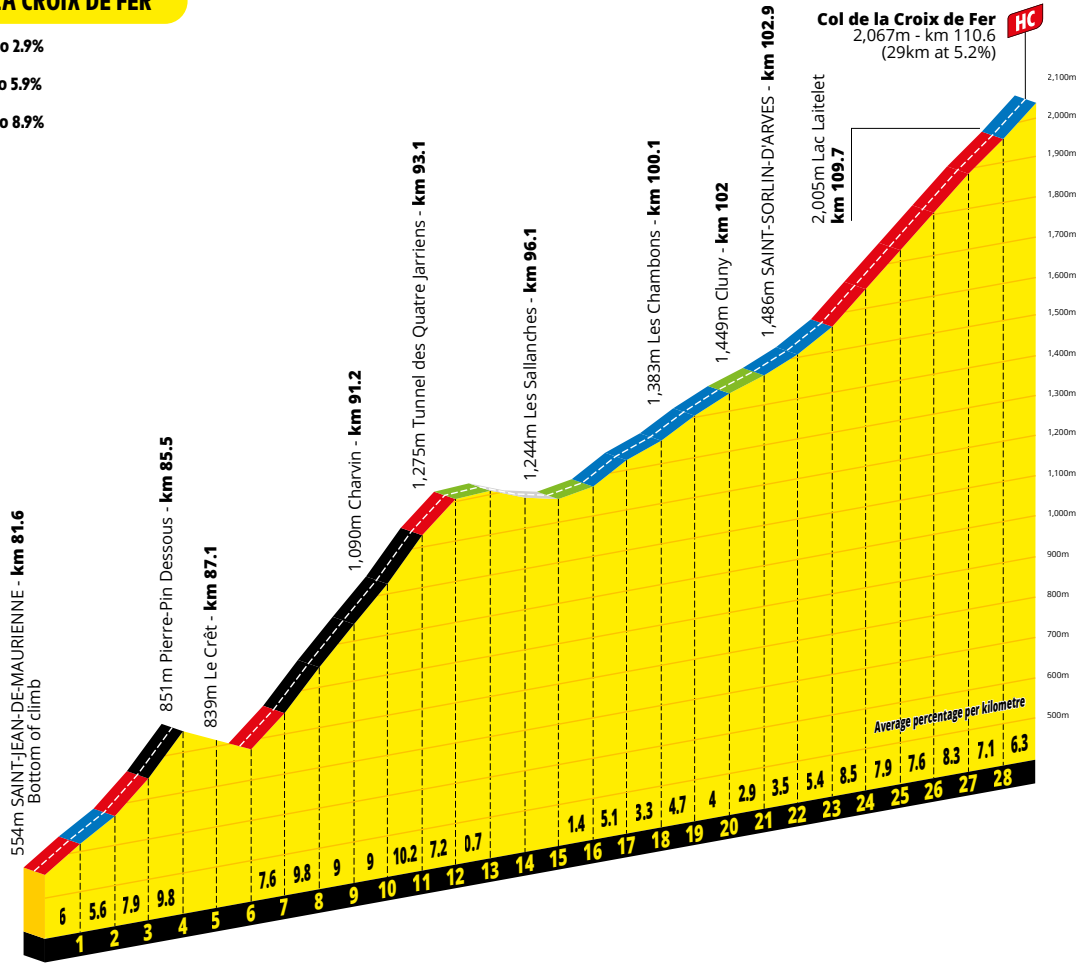 LA CROIX DE FER
o 2.9%
o 5.9%
o 8.9%
554m SAINT-JEAN-DE-MAURIENNE - km 81.6
Bottom of climb
851m Pierre-Pin Dessous - km 85.5
839m Le Crêt - km 87.1
1,090m Charvin - km 91.2
1,275m Tunnel des Quatre Jarriens - km 93.1
1,244m Les Sallanches - km 96.1
1,383m Les Chambons - km 100.1
1,449m Cluny - km 102
1,486m SAINT-SORLIN-D'ARVES - km 102.9
2,005m Lac Laitelet
km 109.7
Col de la Croix de Fer
2,067m - km 110.6
(29km at 5.2%)
HC
2,100m
2,000m
1,900m
1,800m
1,700m
1,600m
1,500m
1,400m
1,300m
1,200m
1,100m
1,000m
900m
800m
700m
600m
500m
Average percentage per kilometre
6 5.6 7.9 9.8 7.6 9.8 9 9 10.2 7.2 0.7 1.4 5.1 3.3 4.7 4 2.9 3.5 5.4 8.5 7.9 7.6 8.3 7.1 6.3
1 2 3 4 5 6 7 8 9 10 11 12 13 14 15 16 17 18 19 20 21 22 23 24 25 26 27 28